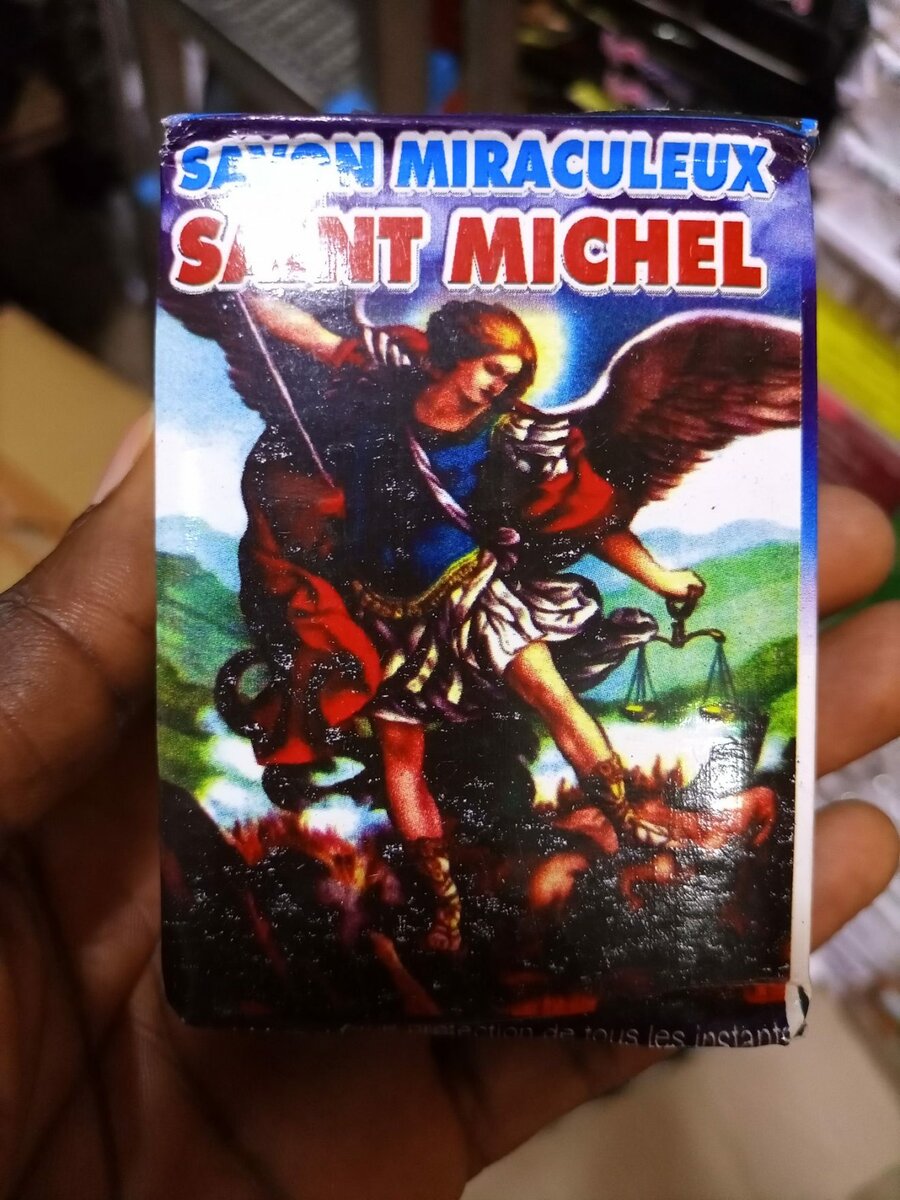 SAVON MIRACULEUX
SAINT MICHEL
protection de tous les instants